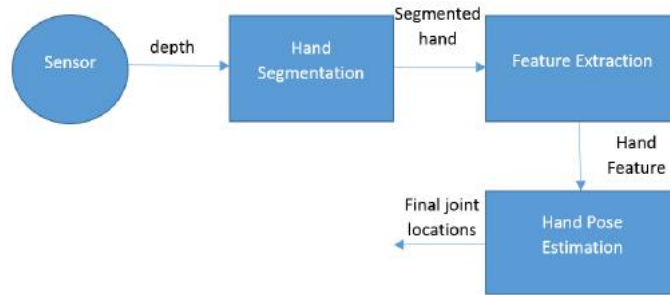 Sensor
depth
Hand
Segmentation
Segmented
hand
Feature Extraction
Hand
Feature
Hand Pose
Estimation
Final joint
locations